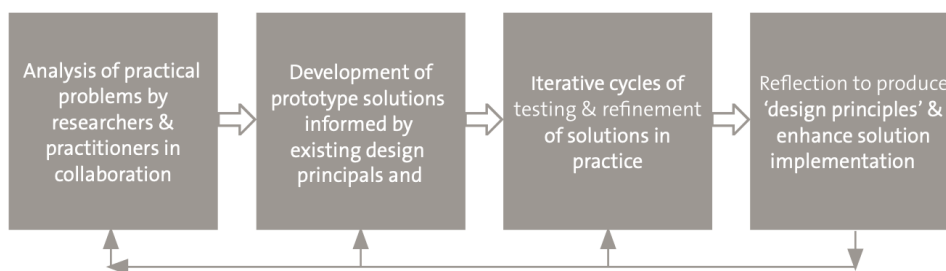 Analysis of practical
problems by
researchers &
practitioners in
collaboration
Development of
prototype solutions
informed by
existing design
principals and
Iterative cycles of
testing & refinement
of solutions in
practice
Reflection to produce
‘design principles’ &
enhance solution
implementation